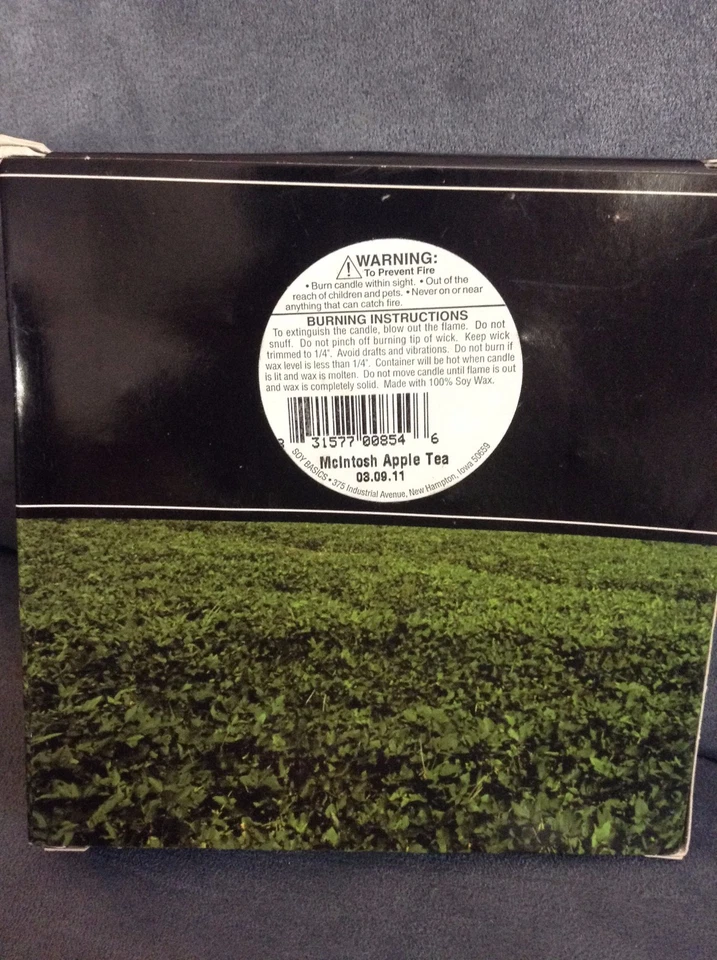 WARNING:
To Prevent Fire
• Burn candle within sight. • Out of the
reach of children and pets. • Never on or near
anything that can catch fire.
BURNING INSTRUCTIONS
To extinguish the candle, blow out the flame. Do not
snuff. Do not pinch off burning tip of wick. Keep wick
trimmed to 1/4". Avoid drafts and vibrations. Do not burn if
wax level is less than 1/4". Container will be hot when candle
is lit and wax is molten. Do not move candle until flame is out
and wax is completely solid. Made with 100% Soy Wax.
31577 00854 6
McIntosh Apple Tea
03.09.11
SOY BASICS • 375 Industrial Avenue, New Hampton, Iowa 50659